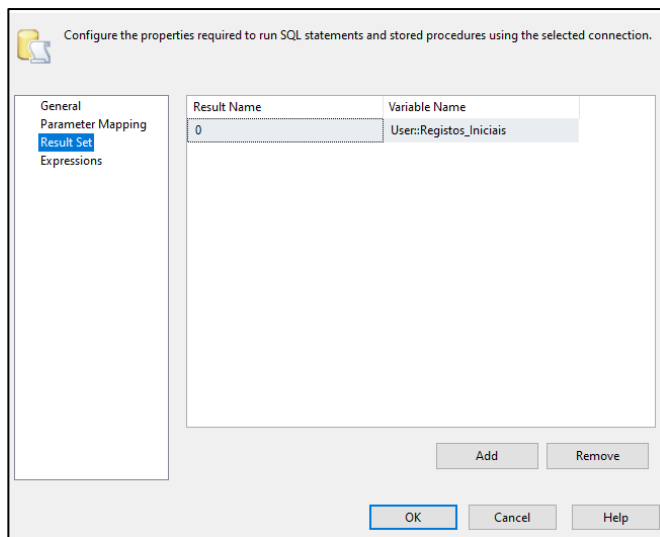 Configure the properties required to run SQL statements and stored procedures using the selected connection.
General
Parameter Mapping
Result Set
Expressions
Result Name Variable Name
0 User::Registos_Iniciais
Add Remove
OK Cancel Help